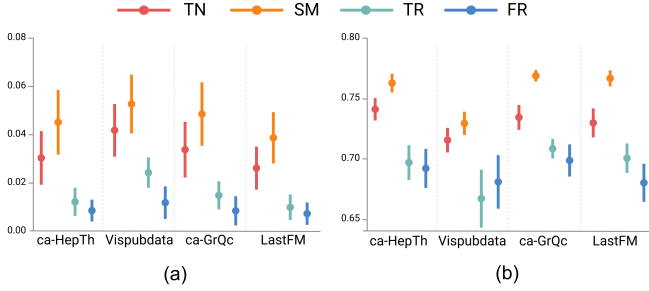 TN SM TR FR
0.08
0.06
0.04
0.02
0.00
ca-HepTh Vispubdata ca-GrQc LastFM
(a)
0.80
0.75
0.70
0.65
ca-HepTh Vispubdata ca-GrQc LastFM
(b)